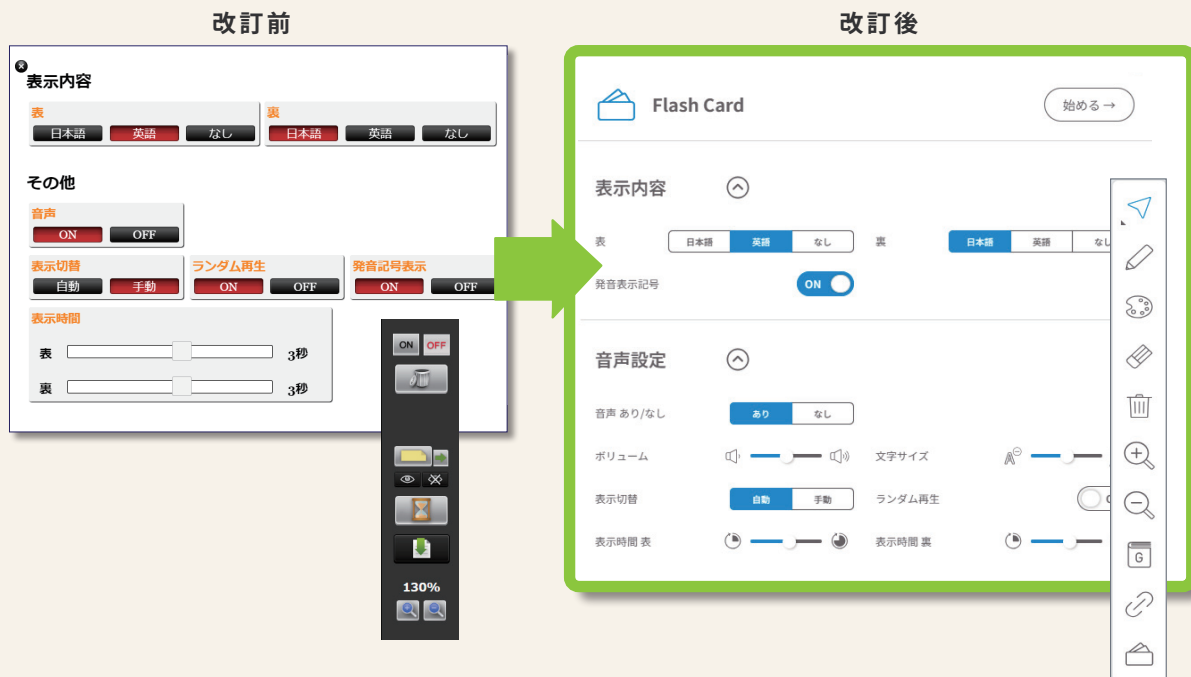 改訂前
表示内容
表 裏
日本語 英語 なし 日本語 英語 なし
その他
音声
ON OFF
表示切替 ランダム再生 発音記号表示
自動 手動 ON OFF ON OFF
表示時間
表 3秒
裏 3秒
ON OFF
130%
改訂後
Flash Card 始める→
表示内容
表 日本語 英語 なし 裏 日本語 英語 な
発音表示記号 ON
音声設定
音声 あり/なし あり なし
ボリューム 文字サイズ A
表示切替 自動 手動 ランダム再生
表示時間 表 表示時間 裏
G